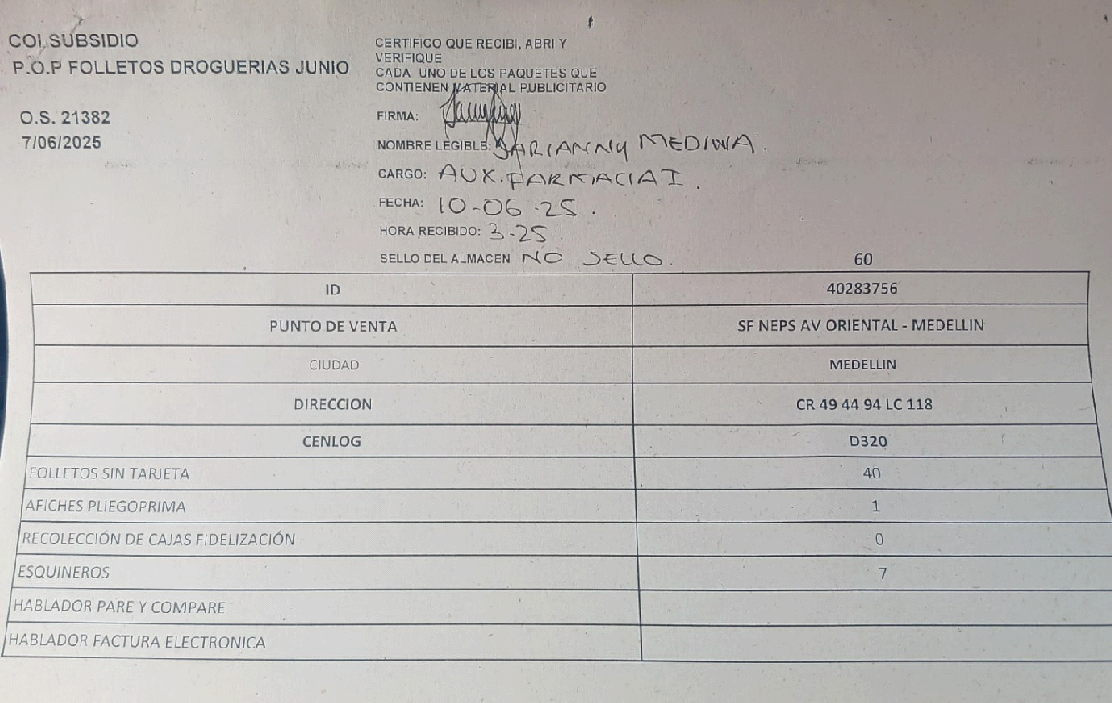 COLSUBSIDIO
P.O.P FOLLETOS DROGUERIAS JUNIO
O.S. 21382
7/06/2025
CERTIFICO QUE RECIBI, ABRI Y
VERIFIQUE
CADA UNO DE LOS PAQUETES QUE
CONTIENEN MATERIAL PUBLICITARIO
FIRMA:
NOMBRE LEGIBLE: DARIANNY MEDINA
CARGO: AUX. FARMACIA I.
FECHA: 10-06-25.
HORA RECIBIDO: 3-25
SELLO DEL ALMACEN NO SELLO.
60
ID 40283756
PUNTO DE VENTA SF NEPS AV ORIENTAL - MEDELLIN
CIUDAD MEDELLIN
DIRECCION CR 49 44 94 LC 118
CENLOG D320
FOLLETOS SIN TARJETA 40
AFICHES PLIEGOPRIMA 1
RECOLECCIÓN DE CAJAS FIDELIZACIÓN 0
ESQUINEROS 7
HABLADOR PARE Y COMPARE
HABLADOR FACTURA ELECTRONICA